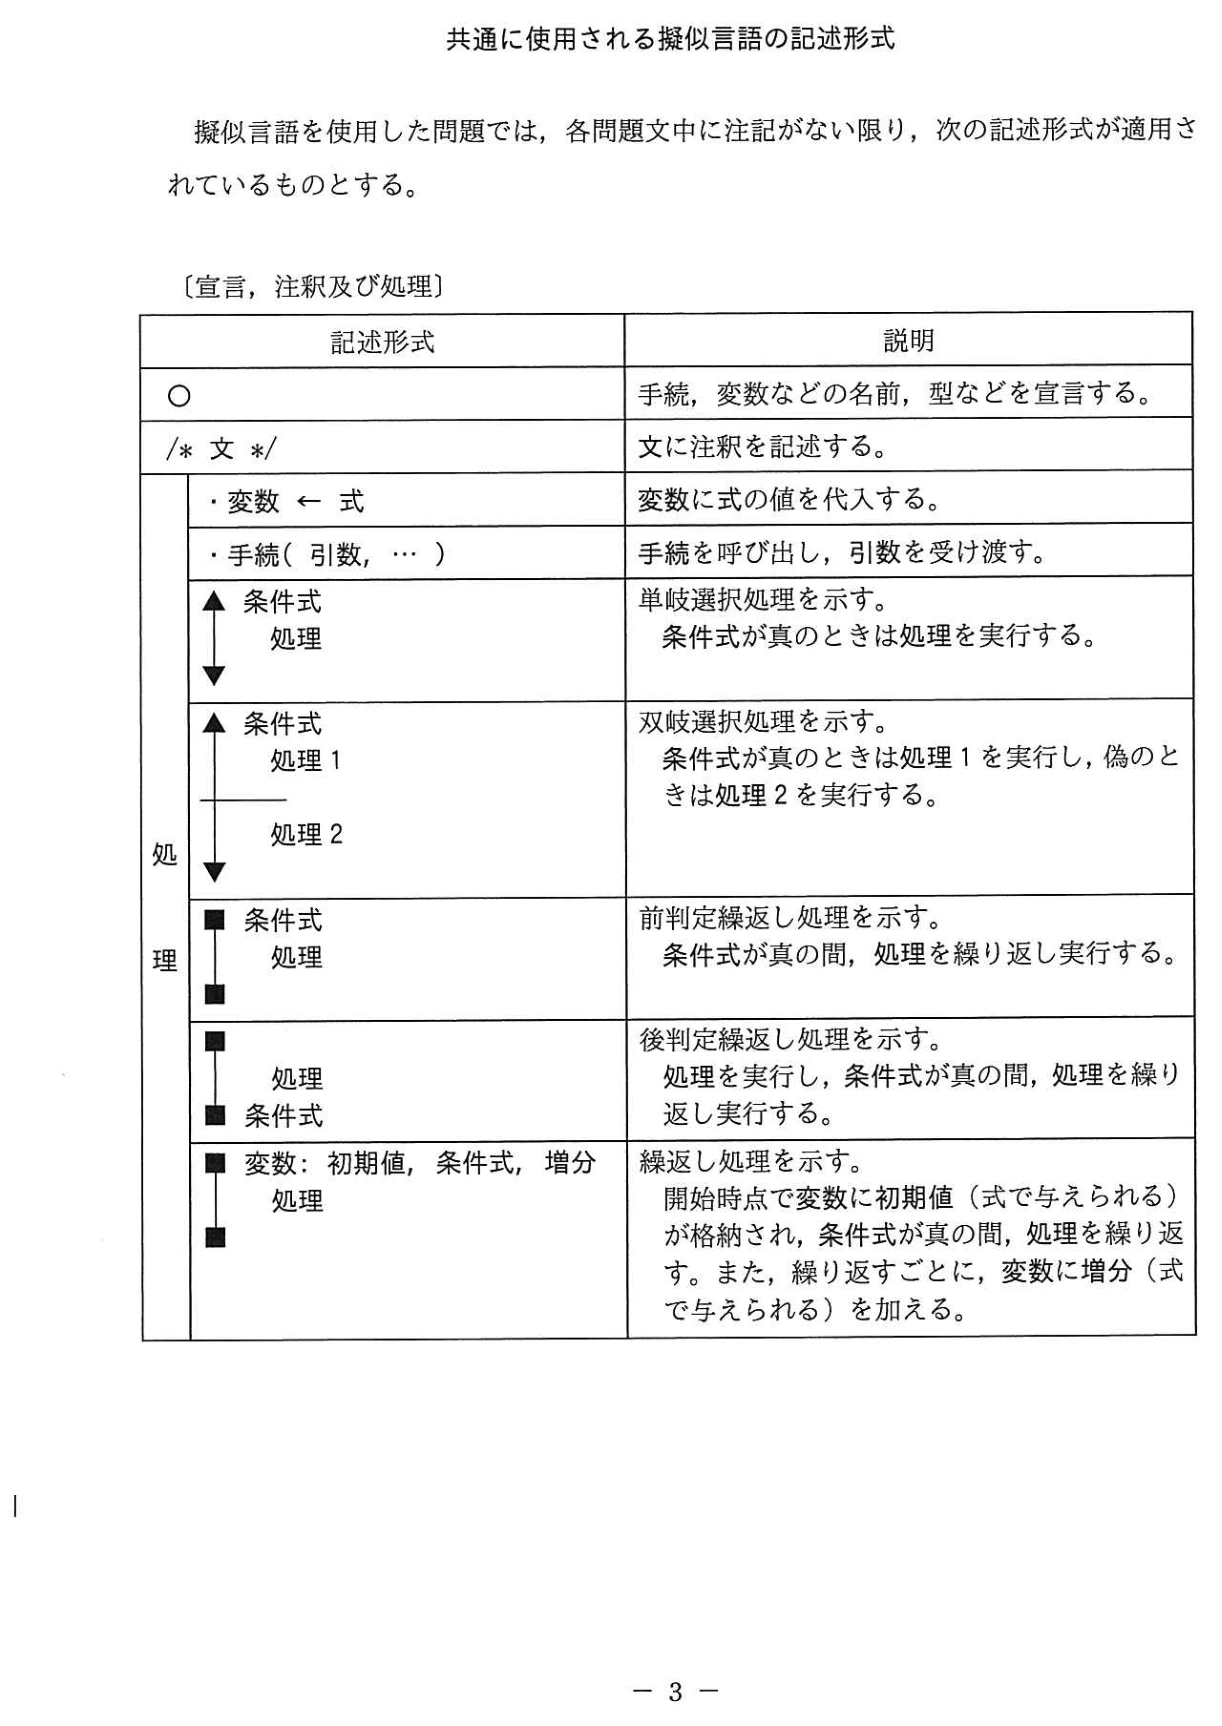 共通に使用される擬似言語の記述形式
擬似言語を使用した問題では，各問題文中に注記がない限り，次の記述形式が適用さ
れているものとする。
〔宣言，注釈及び処理〕
記述形式 説明
○ 手続，変数などの名前，型などを宣言する。
/* 文 */ 文に注釈を記述する。
処理
・変数 ← 式 変数に式の値を代入する。
・手続( 引数, … ) 手続を呼び出し，引数を受け渡す。
▲ 条件式 単岐選択処理を示す。
処理 条件式が真のときは処理を実行する。
▼
▲ 条件式 双岐選択処理を示す。
処理 1 条件式が真のときは処理 1 を実行し，偽のと
きは処理 2 を実行する。
処理 2
▼
■ 条件式 前判定繰返し処理を示す。
処理 条件式が真の間，処理を繰り返し実行する。
■
■ 後判定繰返し処理を示す。
処理 処理を実行し，条件式が真の間，処理を繰り
■ 条件式 返し実行する。
■ 変数: 初期値, 条件式, 増分 繰返し処理を示す。
処理 開始時点で変数に初期値（式で与えられる）
■ が格納され，条件式が真の間，処理を繰り返
す。また，繰り返すごとに，変数に増分（式
で与えられる）を加える。
－ 3 －